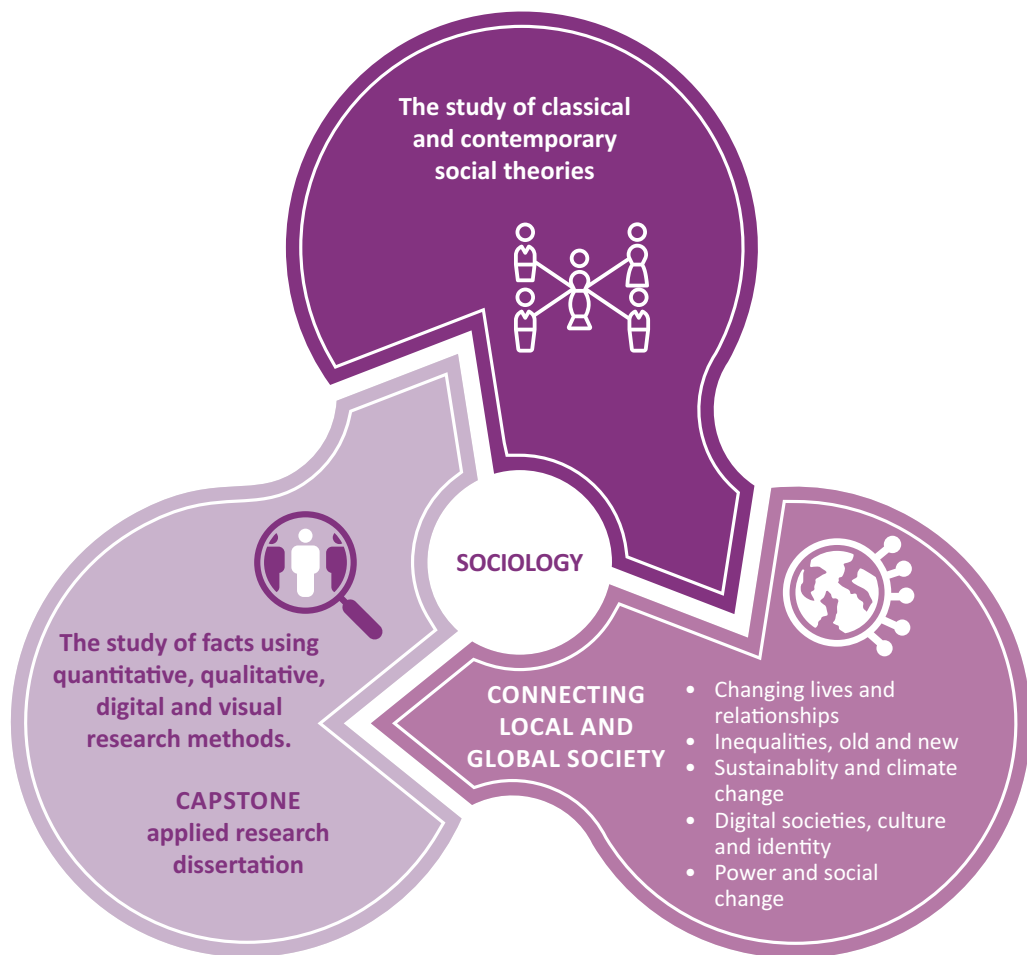 The study of classical
and contemporary
social theories
SOCIOLOGY
The study of facts using
quantitative, qualitative,
digital and visual
research methods.
CAPSTONE
applied research
dissertation
CONNECTING
LOCAL AND
GLOBAL SOCIETY
• Changing lives and
relationships
• Inequalities, old and new
• Sustainablity and climate
change
• Digital societies, culture
and identity
• Power and social
change